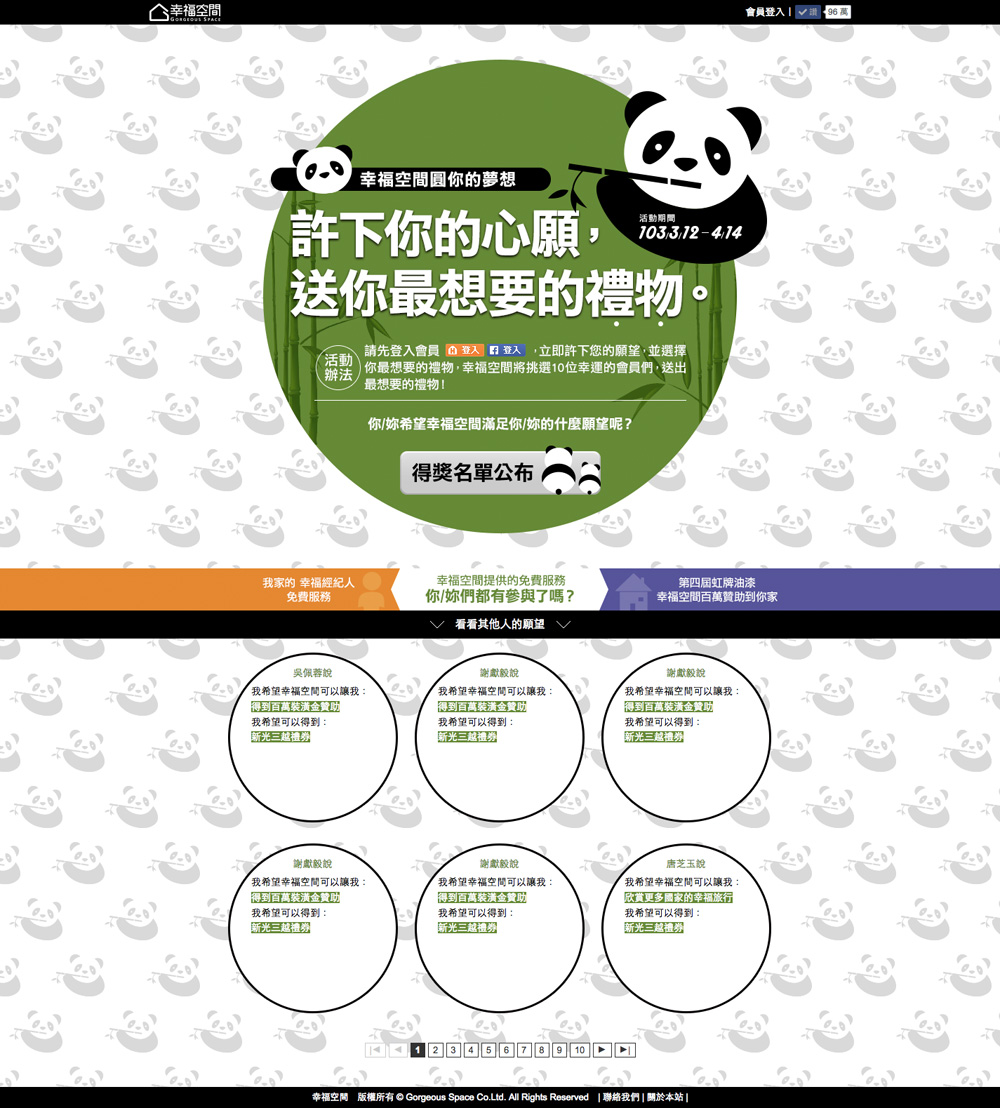 幸福空間
GORGEOUS SPACE
會員登入 | 讚 96 萬
幸福空間圓你的夢想
活動期間
103/3/12－4/14
許下你的心願，
送你最想要的禮物。
活動
辦法
請先登入會員 登入 登入 ，立即許下您的願望，並選擇
你最想要的禮物，幸福空間將挑選10位幸運的會員們，送出
最想要的禮物！
你/妳希望幸福空間滿足你/妳的什麼願望呢？
得獎名單公布
我家的 幸福經紀人
免費服務
幸福空間提供的免費服務
你/妳們都有參與了嗎？
第四屆虹牌油漆
幸福空間百萬贊助到你家
看看其他人的願望
吳佩蓉說
我希望幸福空間可以讓我：
得到百萬裝潢金贊助
我希望可以得到：
新光三越禮券
謝獻毅說
我希望幸福空間可以讓我：
得到百萬裝潢金贊助
我希望可以得到：
新光三越禮券
謝獻毅說
我希望幸福空間可以讓我：
得到百萬裝潢金贊助
我希望可以得到：
新光三越禮券
謝獻毅說
我希望幸福空間可以讓我：
得到百萬裝潢金贊助
我希望可以得到：
新光三越禮券
謝獻毅說
我希望幸福空間可以讓我：
得到百萬裝潢金贊助
我希望可以得到：
新光三越禮券
唐芝玉說
我希望幸福空間可以讓我：
欣賞更多國家的幸福旅行
我希望可以得到：
新光三越禮券
1 2 3 4 5 6 7 8 9 10
幸福空間 版權所有 © Gorgeous Space Co.Ltd. All Rights Reserved | 聯絡我們 | 關於本站 |